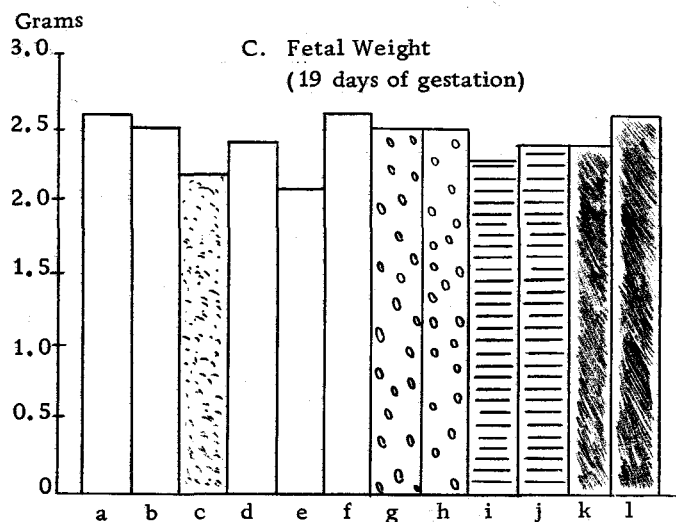 Grams
3.0
C. Fetal Weight
(19 days of gestation)
2.5
2.0
1.5
1.0
0.5
0
a b c d e f g h i j k l